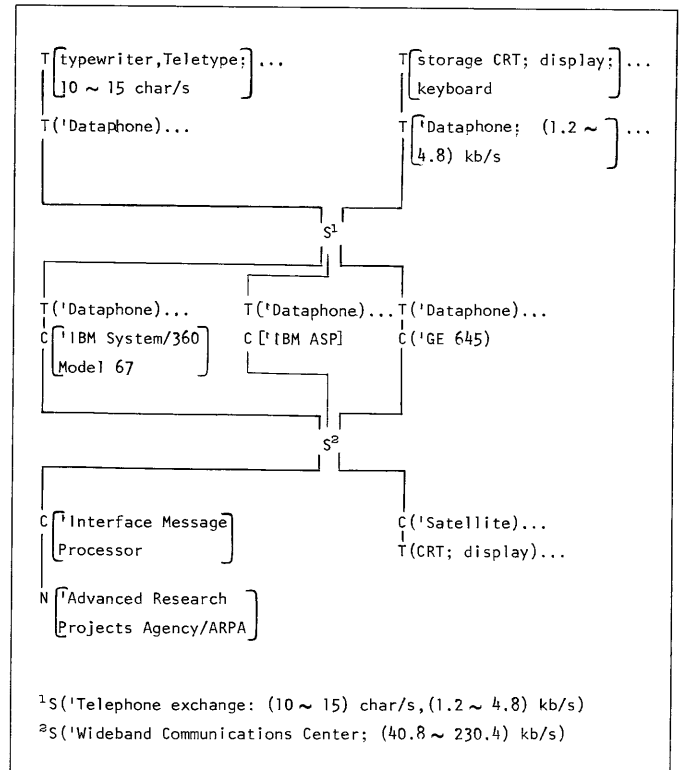 T[typewriter,Teletype; ... T[storage CRT; display; ...
10 ~ 15 char/s keyboard
T('Dataphone)... T['Dataphone; (1.2 ~ ...
4.8) kb/s]
S¹
T('Dataphone)... T('Dataphone)... T('Dataphone)...
C['IBM System/360 C['IBM ASP] C('GE 645)
Model 67]
S²
C['Interface Message C('Satellite)...
Processor] T(CRT; display)...
N['Advanced Research
Projects Agency/ARPA]
¹S('Telephone exchange: (10 ~ 15) char/s,(1.2 ~ 4.8) kb/s)
²S('Wideband Communications Center; (40.8 ~ 230.4) kb/s)